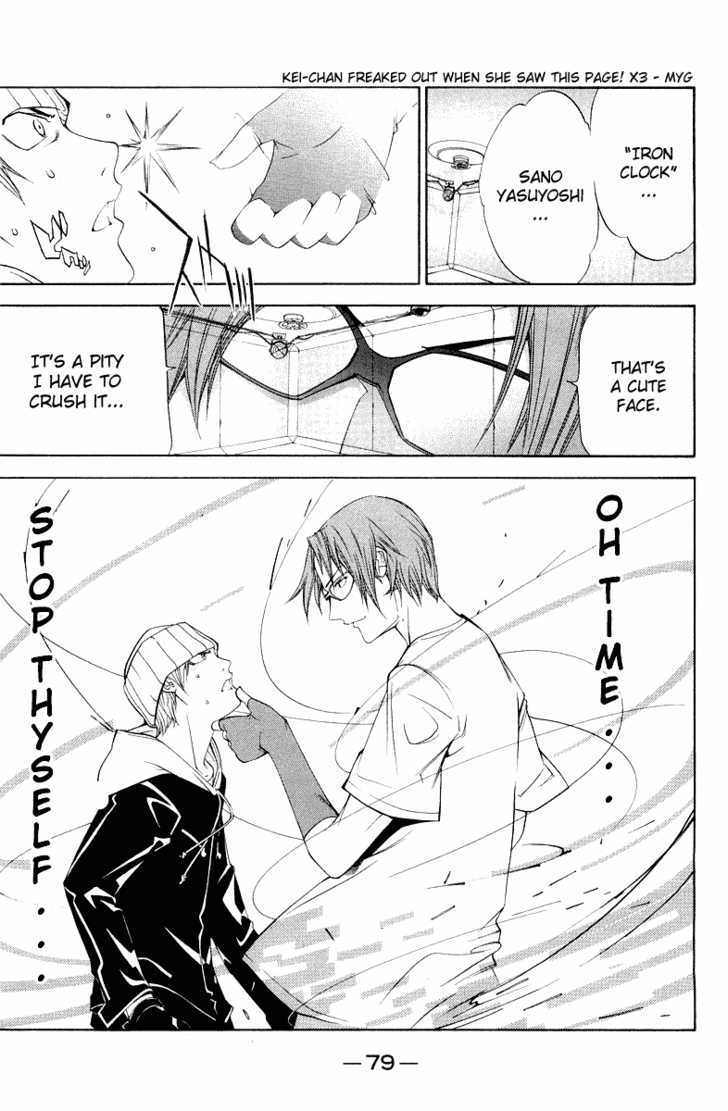 KEI-CHAN FREAKED OUT WHEN SHE SAW THIS PAGE! X3 - MYG
"IRON
CLOCK"
...
SANO
YASUYOSHI
...
THAT'S
A CUTE
FACE.
IT'S A PITY
I HAVE TO
CRUSH IT...
OH TIME...
STOP THYSELF...
—79—